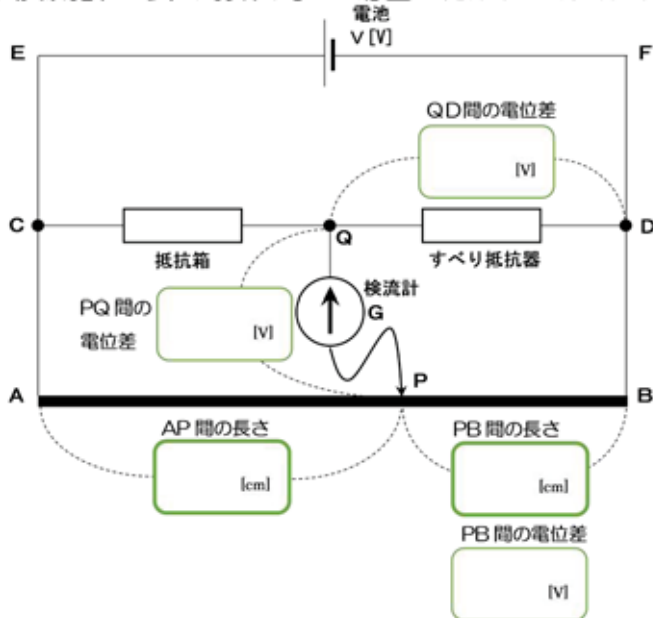 電池
V [V]
E
F
QD間の電位差
[V]
C
Q
D
抵抗箱
すべり抵抗器
検流計
G
PQ間の
電位差
[V]
P
A
B
AP間の長さ
[cm]
PB間の長さ
[cm]
PB間の電位差
[V]